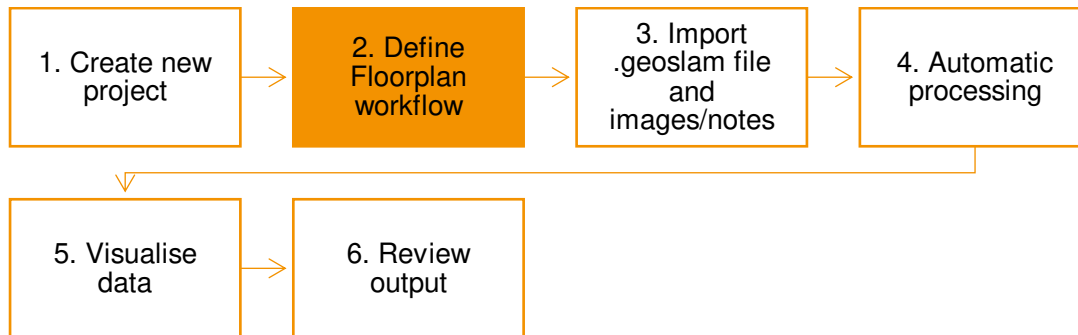 1. Create new
project
2. Define
Floorplan
workflow
3. Import
.geoslam file
and
images/notes
4. Automatic
processing
5. Visualise
data
6. Review
output